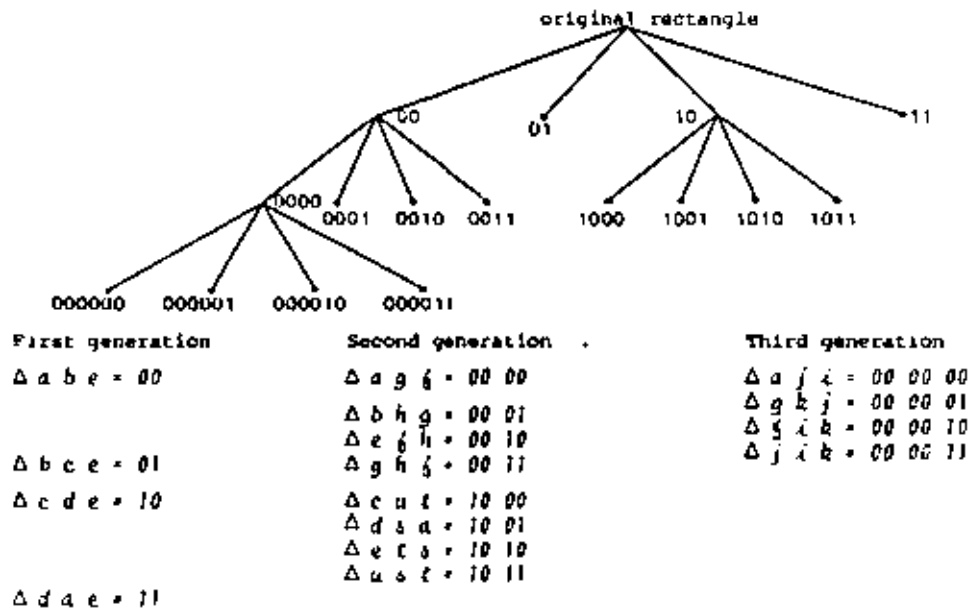 original rectangle
00 01 10 11
0000 0001 0010 0011 1000 1001 1010 1011
000000 000001 000010 000011
First generation Second generation Third generation
Δ a b e = 00 Δ a g f = 00 00 Δ a j i = 00 00 00
Δ g k j = 00 00 01
Δ b h g = 00 01 Δ f i k = 00 00 10
Δ e f h = 00 10 Δ j i k = 00 00 11
Δ b c e = 01 Δ g h f = 00 11
Δ c d e = 10 Δ c u t = 10 00
Δ d s u = 10 01
Δ e t s = 10 10
Δ u s t = 10 11
Δ d a e = 11